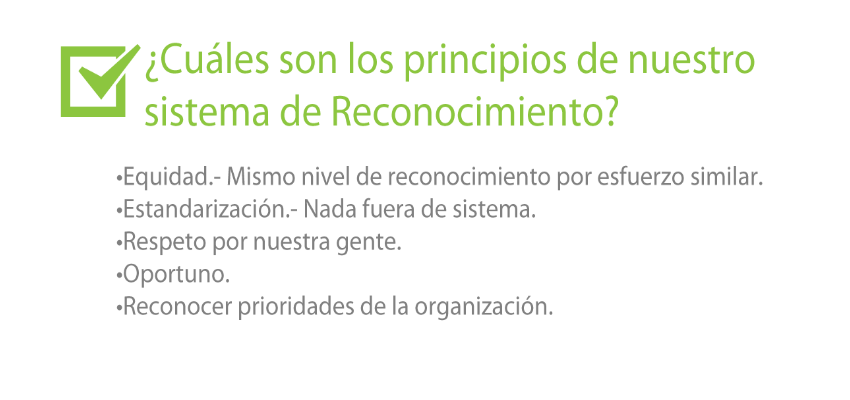 ¿Cuáles son los principios de nuestro
sistema de Reconocimiento?
•Equidad.- Mismo nivel de reconocimiento por esfuerzo similar.
•Estandarización.- Nada fuera de sistema.
•Respeto por nuestra gente.
•Oportuno.
•Reconocer prioridades de la organización.